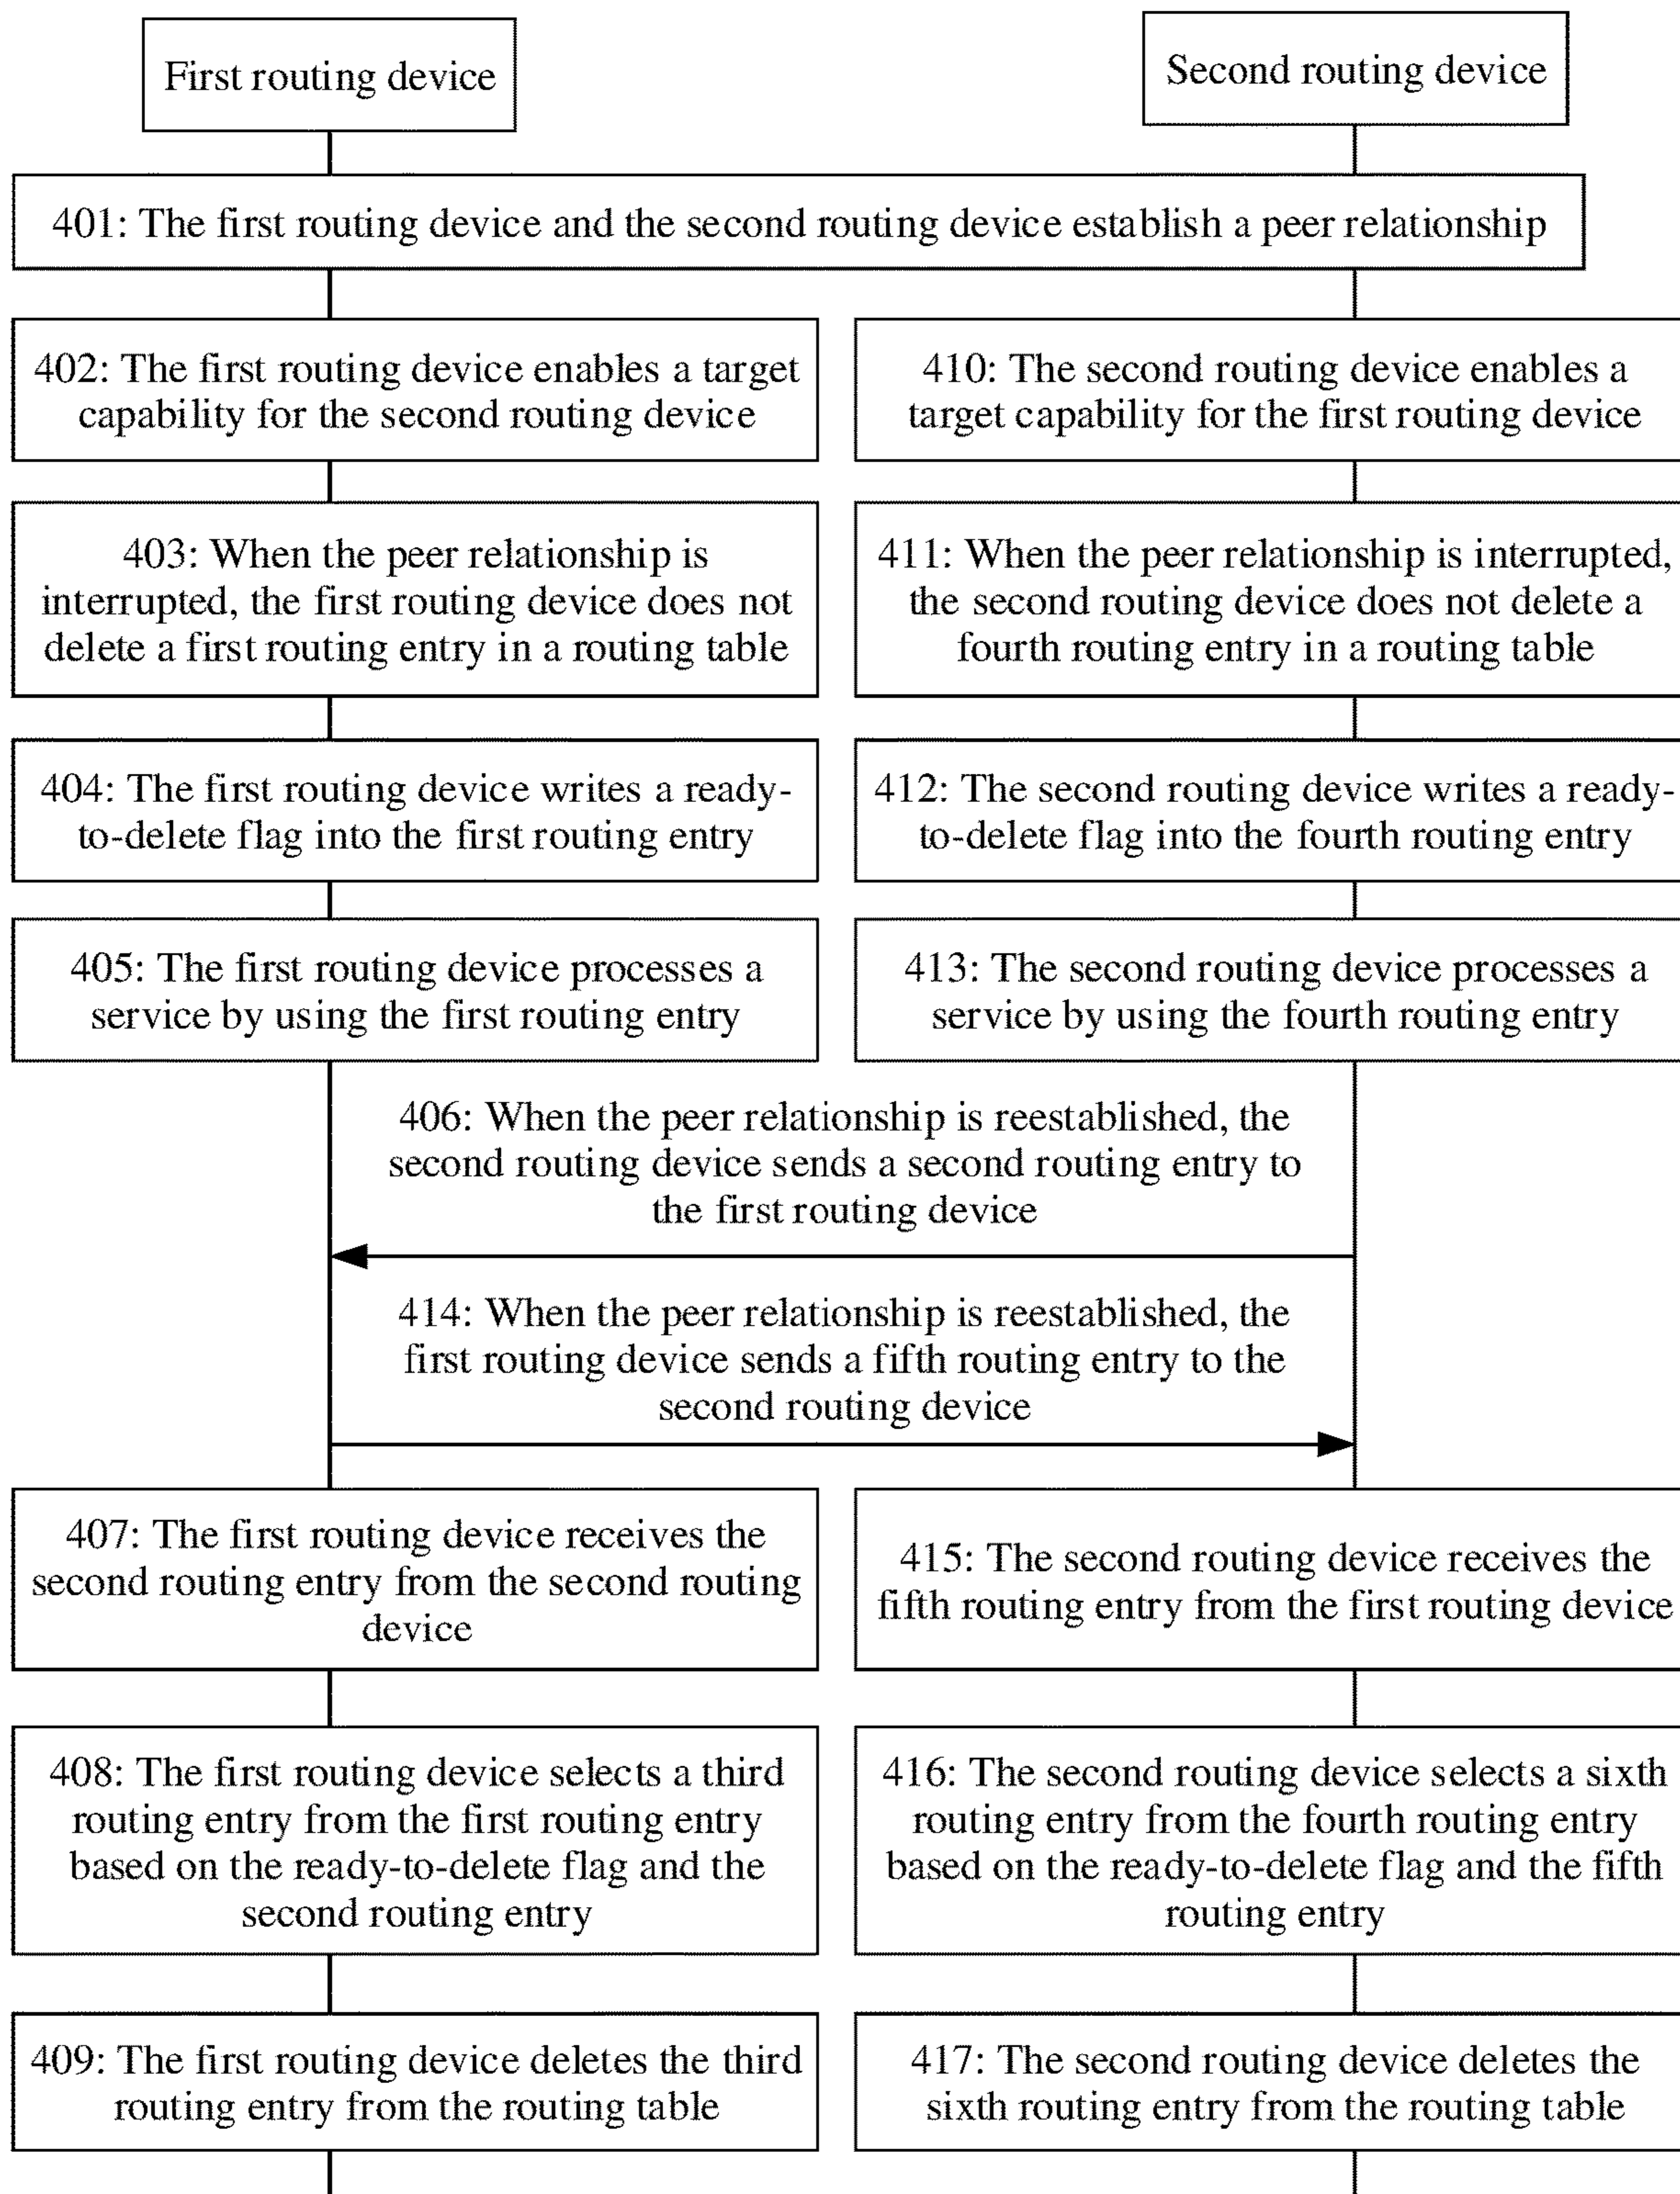 First routing device
Second routing device
401: The first routing device and the second routing device establish a peer relationship
402: The first routing device enables a target
capability for the second routing device
410: The second routing device enables a
target capability for the first routing device
403: When the peer relationship is
interrupted, the first routing device does not
delete a first routing entry in a routing table
411: When the peer relationship is interrupted,
the second routing device does not delete a
fourth routing entry in a routing table
404: The first routing device writes a ready-
to-delete flag into the first routing entry
412: The second routing device writes a ready-
to-delete flag into the fourth routing entry
405: The first routing device processes a
service by using the first routing entry
413: The second routing device processes a
service by using the fourth routing entry
406: When the peer relationship is reestablished, the
second routing device sends a second routing entry to
the first routing device
414: When the peer relationship is reestablished, the
first routing device sends a fifth routing entry to the
second routing device
407: The first routing device receives the
second routing entry from the second routing
device
415: The second routing device receives the
fifth routing entry from the first routing device
408: The first routing device selects a third
routing entry from the first routing entry
based on the ready-to-delete flag and the
second routing entry
416: The second routing device selects a sixth
routing entry from the fourth routing entry
based on the ready-to-delete flag and the fifth
routing entry
409: The first routing device deletes the third
routing entry from the routing table
417: The second routing device deletes the
sixth routing entry from the routing table